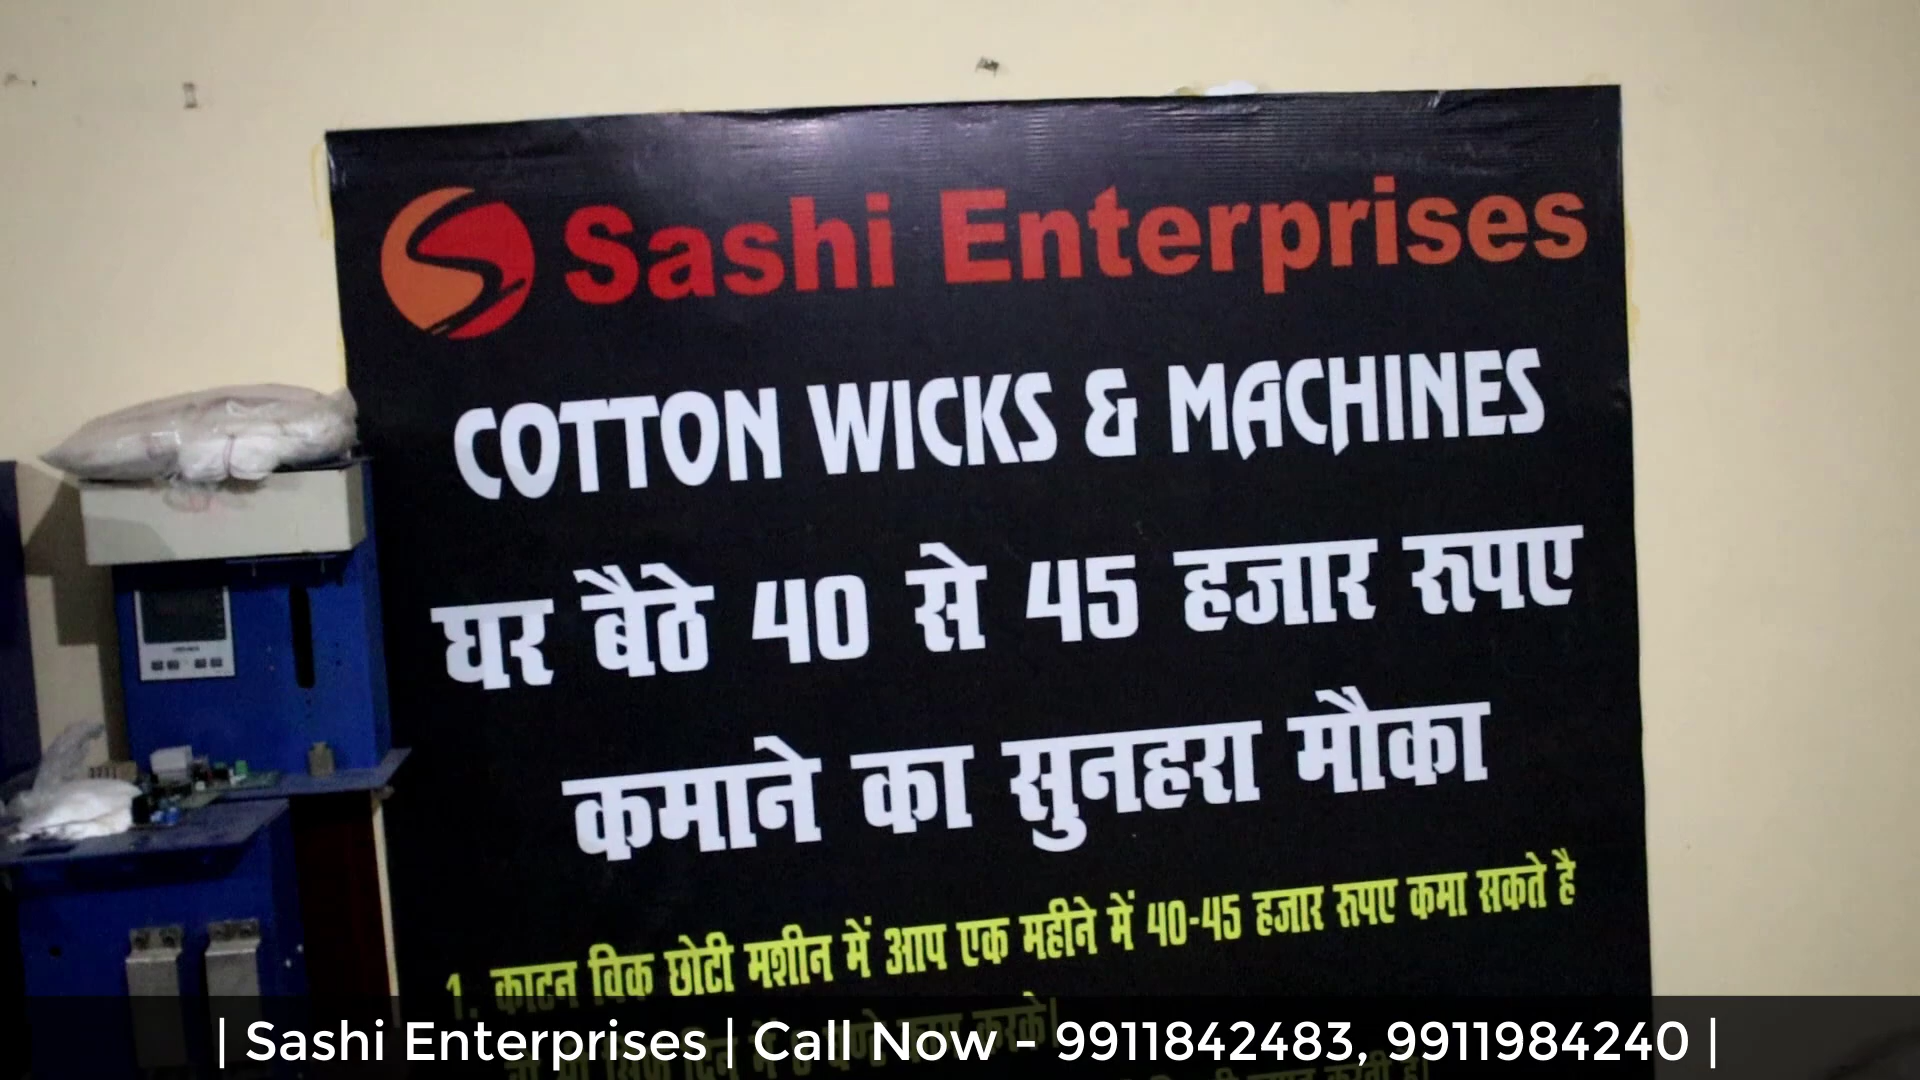 Sashi Enterprises
COTTON WICKS & MACHINES
घर बैठे 40 से 45 हजार रूपए
कमाने का सुनहरा मौका
1. काटन विक छोटी मशीन में आप एक महीने में 40-45 हजार रूपए कमा सकते है
| Sashi Enterprises | Call Now - 9911842483, 9911984240 |